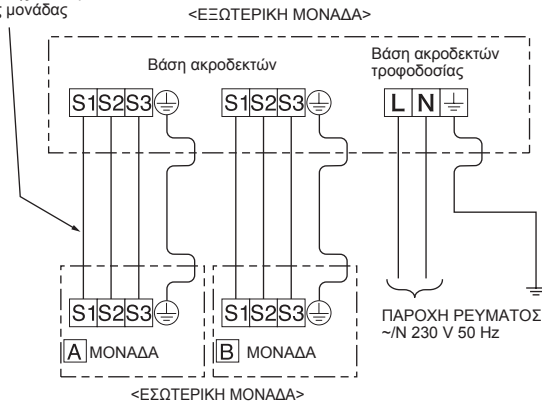 ς μονάδας
<ΕΞΩΤΕΡΙΚΗ ΜΟΝΑΔΑ>
Βάση ακροδεκτών
Βάση ακροδεκτών
τροφοδοσίας
S1 S2 S3
S1 S2 S3
L N
S1 S2 S3
S1 S2 S3
A ΜΟΝΑΔΑ
B ΜΟΝΑΔΑ
ΠΑΡΟΧΗ ΡΕΥΜΑΤΟΣ
~/N 230 V 50 Hz
<ΕΣΩΤΕΡΙΚΗ ΜΟΝΑΔΑ>